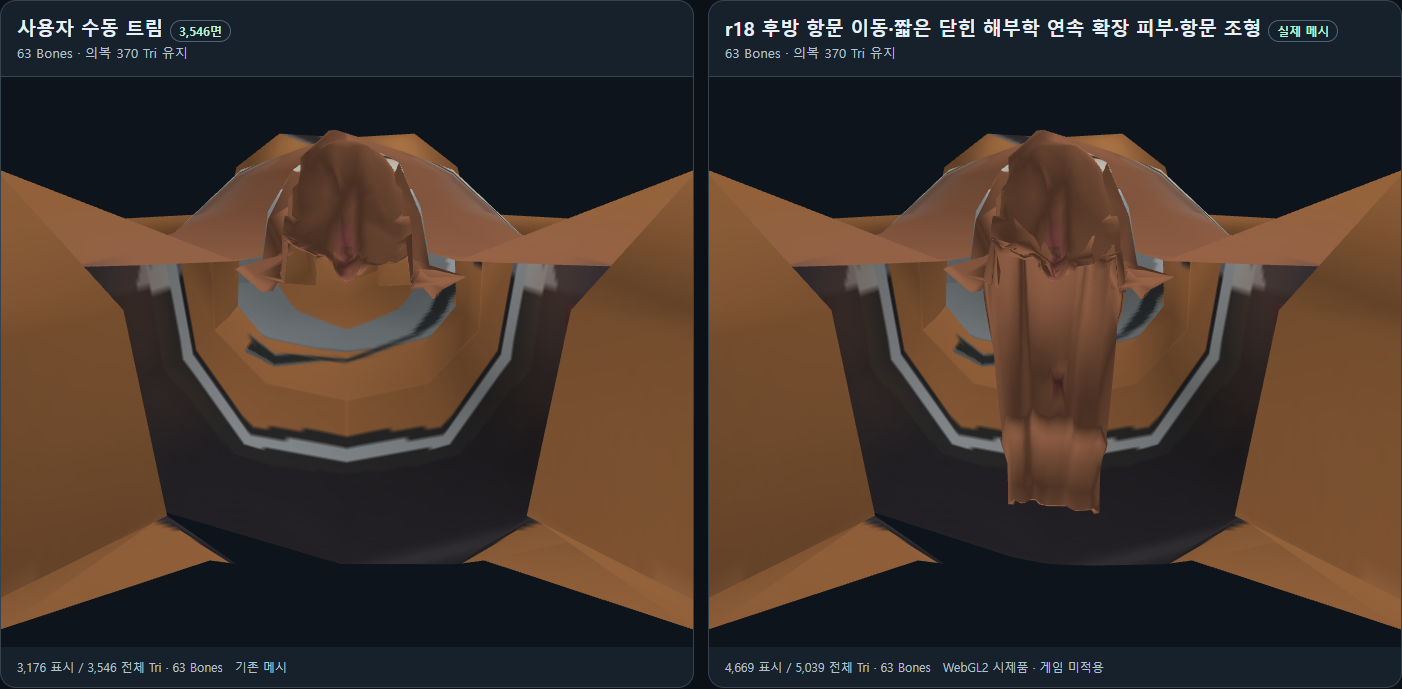 사용자 수동 트림 3,546면
63 Bones · 의복 370 Tri 유지
3,176 표시 / 3,546 전체 Tri · 63 Bones 기존 메시
r18 후방 항문 이동·짧은 닫힌 해부학 연속 확장 피부·항문 조형 실제 메시
63 Bones · 의복 370 Tri 유지
4,669 표시 / 5,039 전체 Tri · 63 Bones WebGL2 시제품 · 게임 미적용